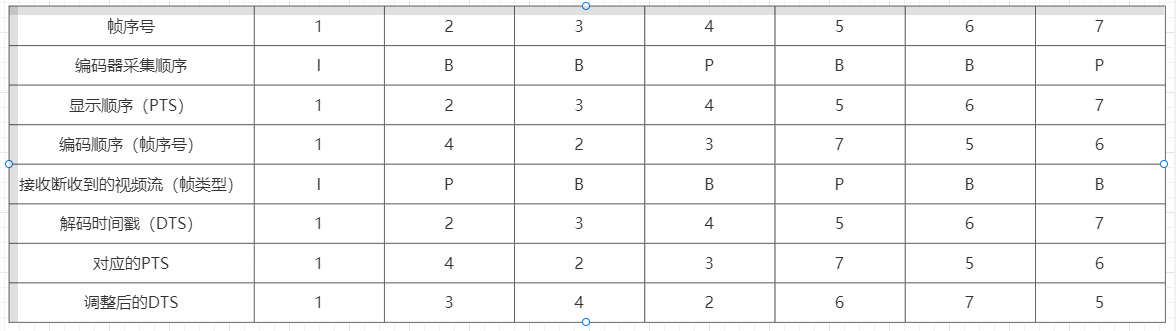 帧序号 1 2 3 4 5 6 7
编码器采集顺序 I B B P B B P
显示顺序（PTS） 1 2 3 4 5 6 7
编码顺序（帧序号） 1 4 2 3 7 5 6
接收断收到的视频流（帧类型） I P B B P B B
解码时间戳（DTS） 1 2 3 4 5 6 7
对应的PTS 1 4 2 3 7 5 6
调整后的DTS 1 3 4 2 6 7 5